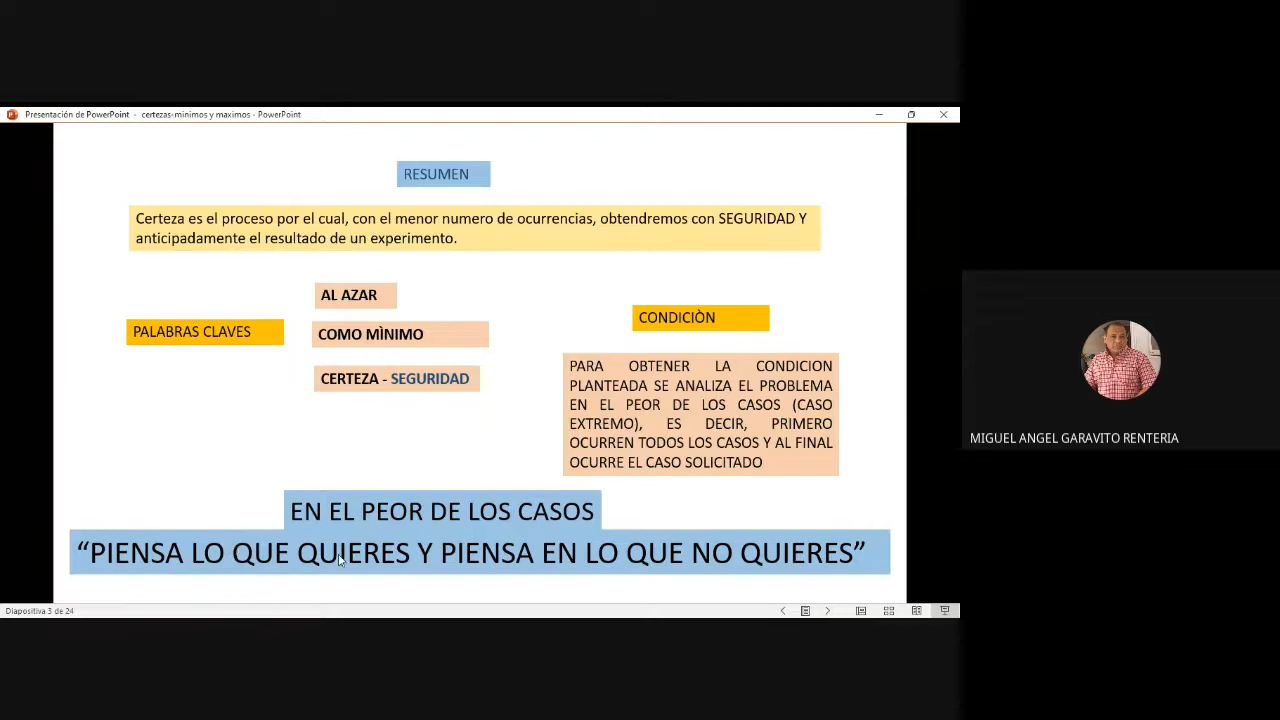 Presentación de PowerPoint - certezas-minimos y maximos - PowerPoint
RESUMEN
Certeza es el proceso por el cual, con el menor numero de ocurrencias, obtendremos con SEGURIDAD Y
anticipadamente el resultado de un experimento.
PALABRAS CLAVES
AL AZAR
COMO MÌNIMO
CERTEZA - SEGURIDAD
CONDICIÒN
PARA OBTENER LA CONDICION
PLANTEADA SE ANALIZA EL PROBLEMA
EN EL PEOR DE LOS CASOS (CASO
EXTREMO), ES DECIR, PRIMERO
OCURREN TODOS LOS CASOS Y AL FINAL
OCURRE EL CASO SOLICITADO
EN EL PEOR DE LOS CASOS
“PIENSA LO QUE QUIERES Y PIENSA EN LO QUE NO QUIERES”
Diapositiva 3 de 24
MIGUEL ANGEL GARAVITO RENTERIA